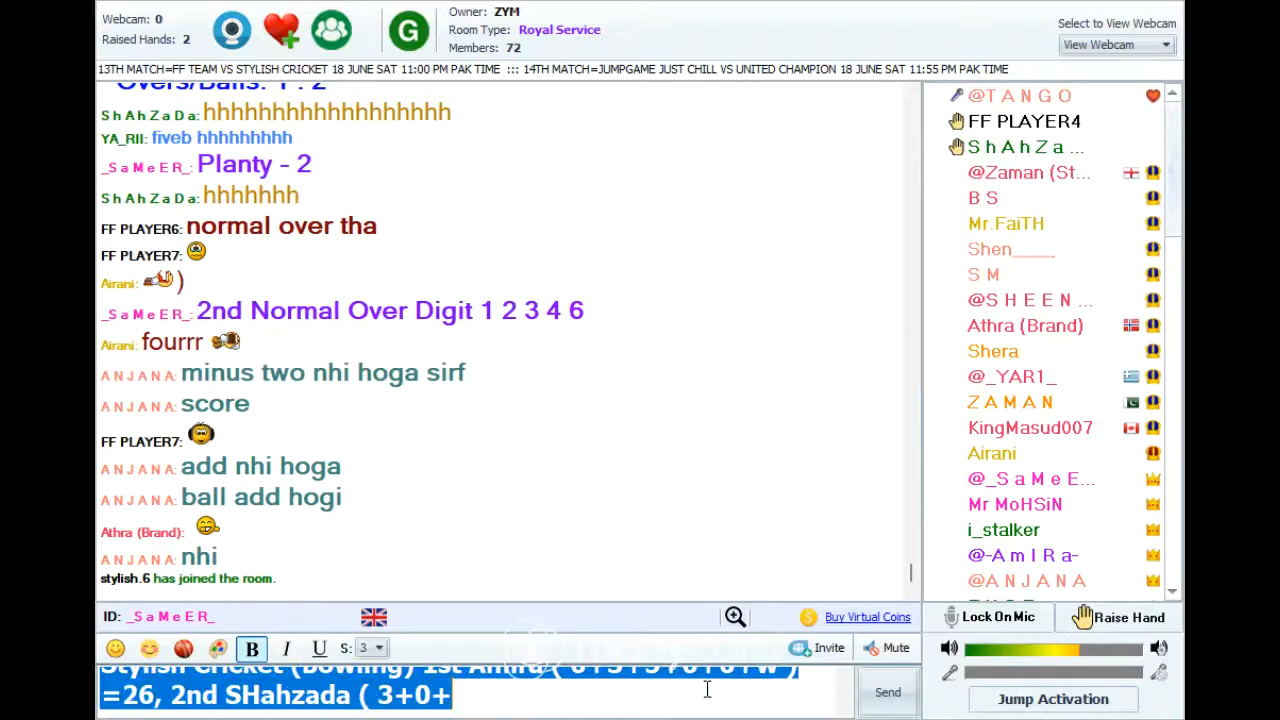 Webcam: 0
Raised Hands: 2
G
Owner: ZYM
Room Type: Royal Service
Members: 72
Select to View Webcam
View Webcam
13TH MATCH=FF TEAM VS STYLISH CRICKET 18 JUNE SAT 11:00 PM PAK TIME ::: 14TH MATCH=JUMPGAME JUST CHILL VS UNITED CHAMPION 18 JUNE SAT 11:55 PM PAK TIME
Overs/Balls: 1 : 2
S h A h Z a D a: hhhhhhhhhhhhhhhhhh
YA_RII: fiveb hhhhhhhhh
_S a M e E R_: Planty - 2
S h A h Z a D a: hhhhhhh
FF PLAYER6: normal over tha
FF PLAYER7:
Airani: )
_S a M e E R_: 2nd Normal Over Digit 1 2 3 4 6
Airani: fourrr
A N J A N A: minus two nhi hoga sirf
A N J A N A: score
FF PLAYER7:
A N J A N A: add nhi hoga
A N J A N A: ball add hogi
Athra (Brand):
A N J A N A: nhi
stylish.6 has joined the room.
@T A N G O
FF PLAYER4
S h A h Z a ...
@Zaman (St...
B S
Mr.FaiTH
Shen____
S M
@S H E E N ...
Athra (Brand)
Shera
@_YAR1_
Z A M A N
KingMasud007
Airani
@_S a M e E...
Mr MoHSiN
i_stalker
@-A m I R a-
@A N J A N A
ID: _S a M e E R_
Buy Virtual Coins
Lock On Mic
Raise Hand
B I U S: 3
Invite
Mute
=26, 2nd SHahzada ( 3+0+
Send
Jump Activation